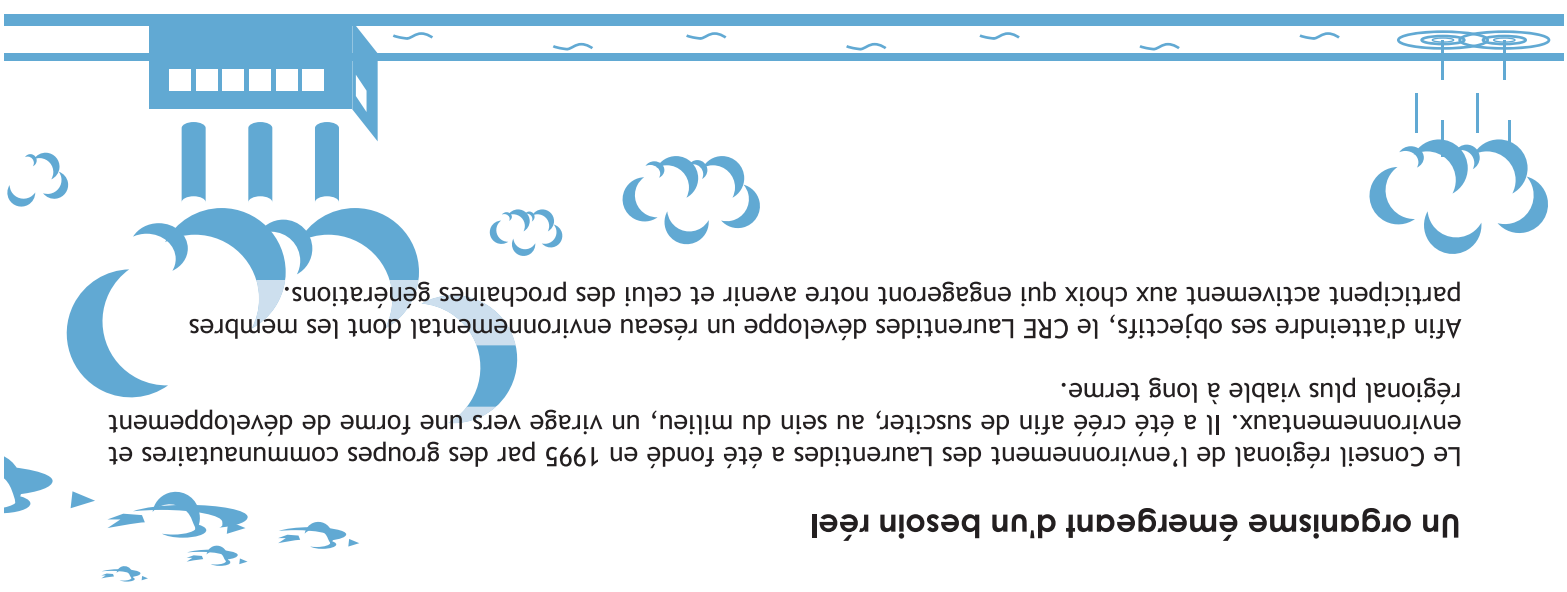 Un organisme émergeant d'un besoin réel
Le Conseil régional de l’environnement des Laurentides a été fondé en 1995 par des groupes communautaires et
environnementaux. Il a été créé afin de susciter, au sein du milieu, un virage vers une forme de développement
régional plus viable à long terme.
Afin d'atteindre ses objectifs, le CRE Laurentides développe un réseau environnemental dont les membres
participent activement aux choix qui engageront notre avenir et celui des prochaines générations.